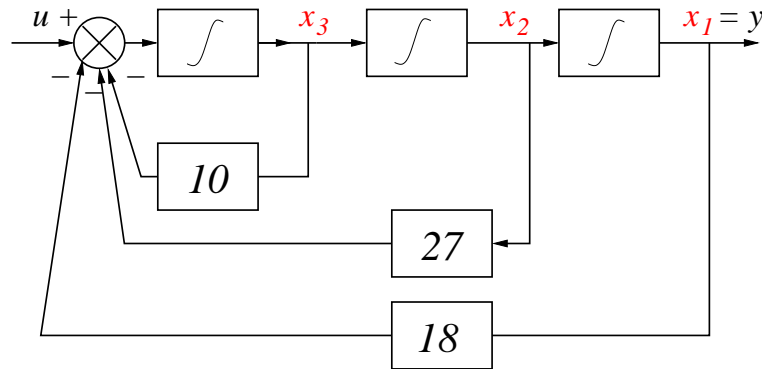 u + x₃ x₂ x₁ = y
− − −
10
27
18